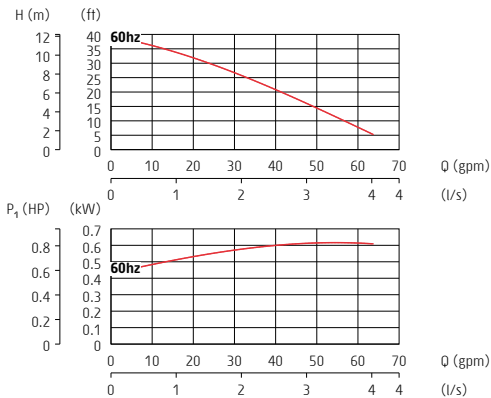 H (m) (ft)
12 40 60hz
35
10 30
8 25
6 20
4 15
10
2 5
0 0
0 10 20 30 40 50 60 70 Q (gpm)
0 1 2 3 4 4 (l/s)
P₁ (HP) (kW)
0.7
0.8 0.6
0.6 0.5 60hz
0.4
0.4 0.3
0.2 0.2
0.1
0 0
0 10 20 30 40 50 60 70 Q (gpm)
0 1 2 3 4 4 (l/s)